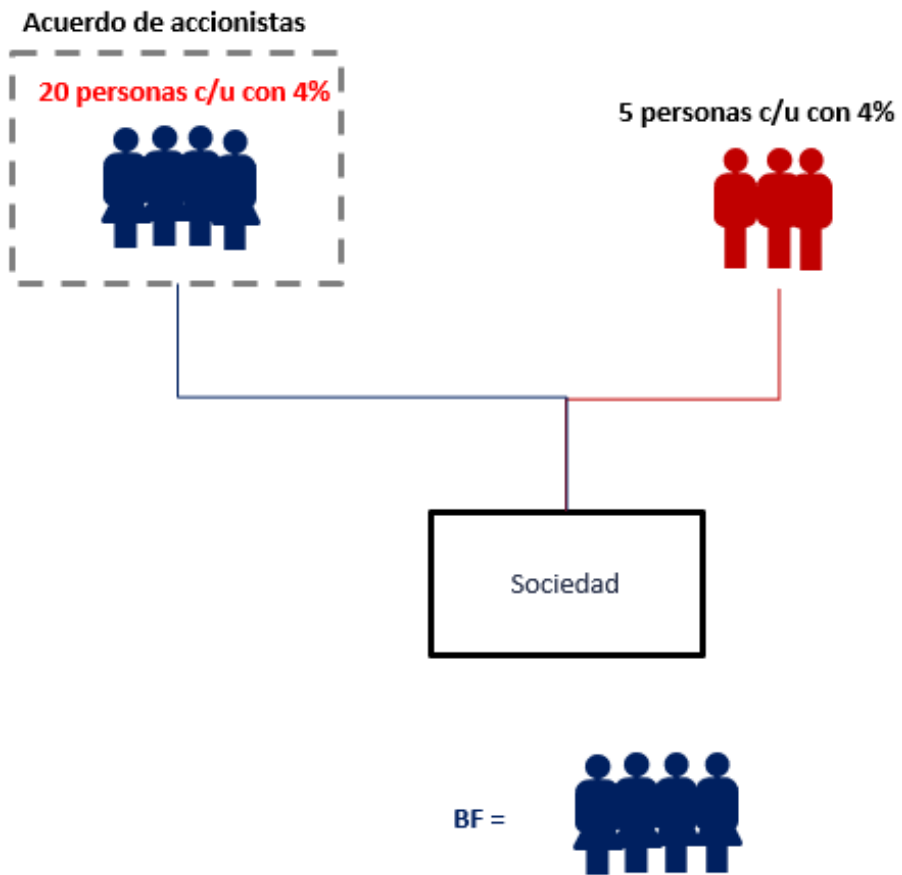 Acuerdo de accionistas
20 personas c/u con 4%
5 personas c/u con 4%
Sociedad
BF =